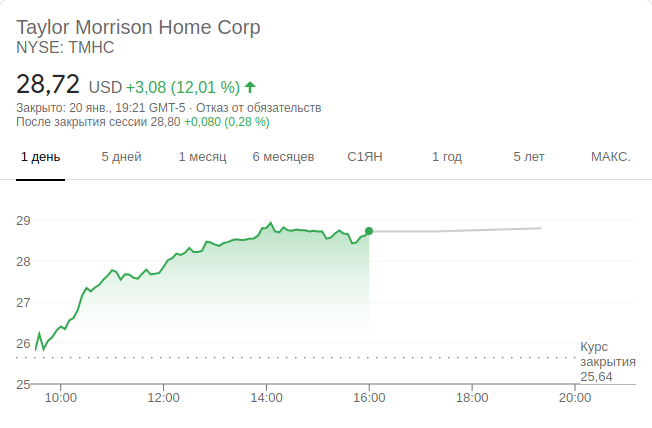 Taylor Morrison Home Corp
NYSE: TMHC
28,72 USD +3,08 (12,01 %)
Закрыто: 20 янв., 19:21 GMT-5 · Отказ от обязательств
После закрытия сессии 28,80 +0,080 (0,28 %)
1 день 5 дней 1 месяц 6 месяцев С1ЯН 1 год 5 лет МАКС.
29
28
27
26
25
Курс
закрытия
25,64
10:00 12:00 14:00 16:00 18:00 20:00